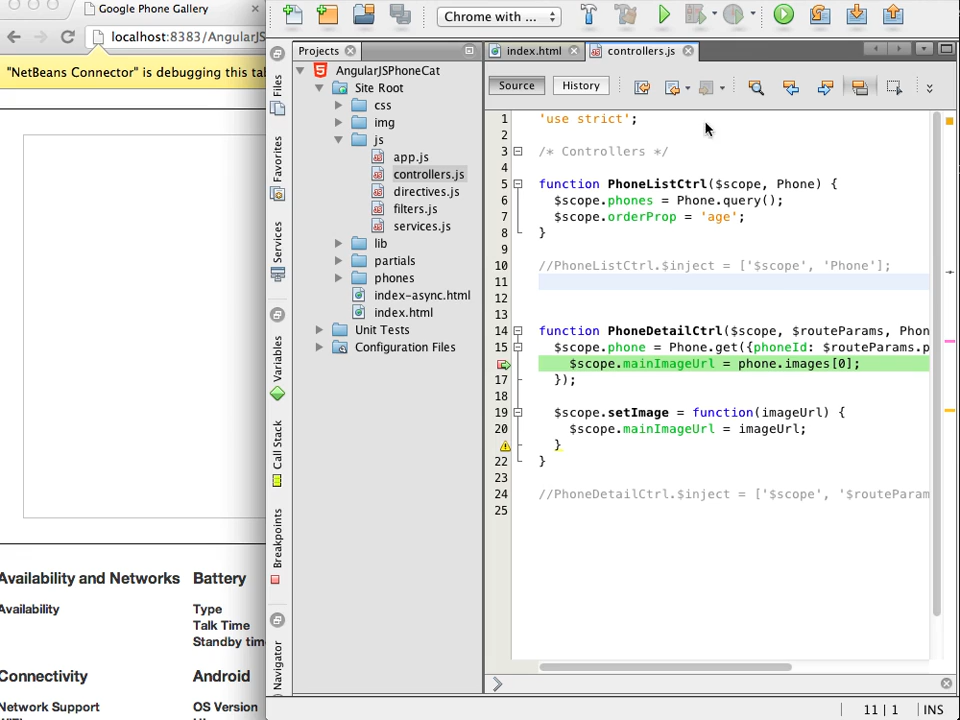 Google Phone Gallery
localhost:8383/AngularJS
"NetBeans Connector" is debugging this tab
Availability and Networks
Battery
Availability
Type
Talk Time
Standby time
Connectivity
Android
Network Support
OS Version
Chrome with ...
Files
Favorites
Services
Variables
Call Stack
Breakpoints
Navigator
Projects
AngularJSPhoneCat
Site Root
css
img
js
app.js
controllers.js
directives.js
filters.js
services.js
lib
partials
phones
index-async.html
index.html
Unit Tests
Configuration Files
index.html
controllers.js
Source
History
1 'use strict';
2
3 /* Controllers */
4
5 function PhoneListCtrl($scope, Phone) {
6 $scope.phones = Phone.query();
7 $scope.orderProp = 'age';
8 }
9
10 //PhoneListCtrl.$inject = ['$scope', 'Phone'];
11
12
13
14 function PhoneDetailCtrl($scope, $routeParams, Phon
15 $scope.phone = Phone.get({phoneId: $routeParams.p
$scope.mainImageUrl = phone.images[0];
17 });
18
19 $scope.setImage = function(imageUrl) {
20 $scope.mainImageUrl = imageUrl;
}
22 }
23
24 //PhoneDetailCtrl.$inject = ['$scope', '$routeParam
25
11 | 1
INS